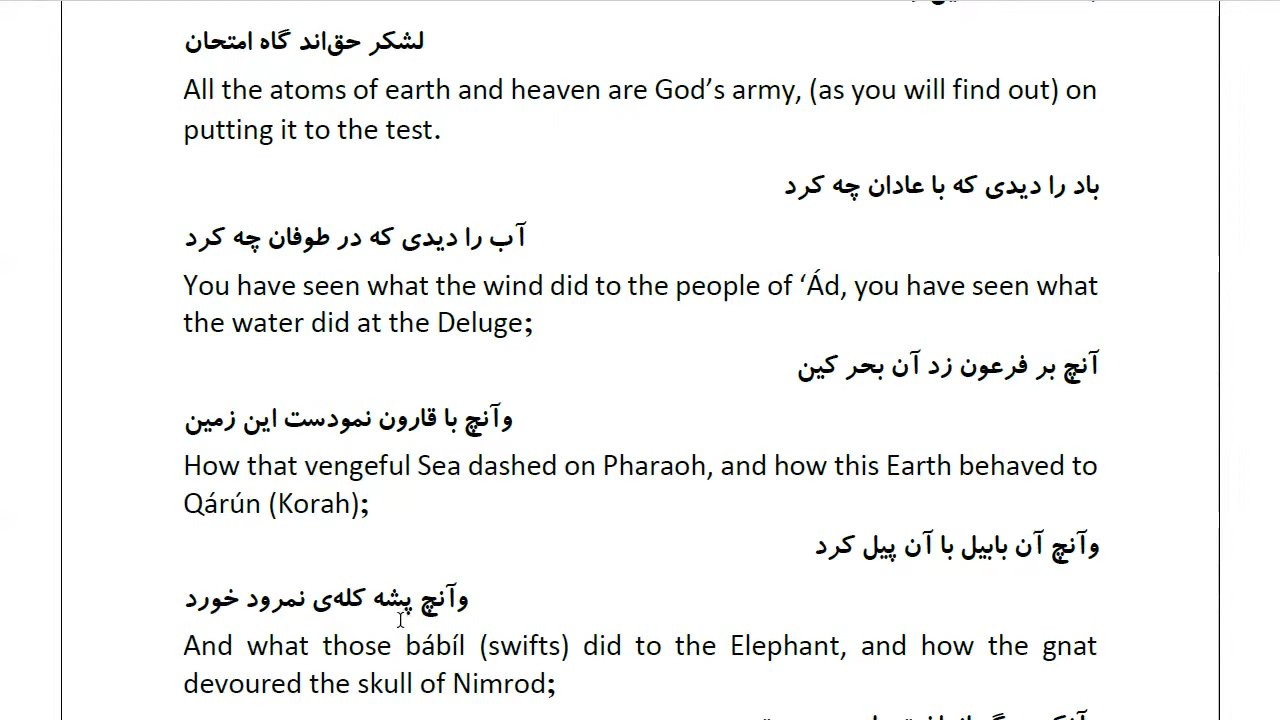 لشکر حق‌اند گاه امتحان
All the atoms of earth and heaven are God’s army, (as you will find out) on
putting it to the test.
باد را دیدی که با عادان چه کرد
آب را دیدی که در طوفان چه کرد
You have seen what the wind did to the people of ‘Ád, you have seen what
the water did at the Deluge;
آنچ بر فرعون زد آن بحر کین
وآنچ با قارون نمودست این زمین
How that vengeful Sea dashed on Pharaoh, and how this Earth behaved to
Qárún (Korah);
وآنچ آن بابیل با آن پیل کرد
وآنچ پشه کله‌ی نمرود خورد
And what those bábíl (swifts) did to the Elephant, and how the gnat
devoured the skull of Nimrod;